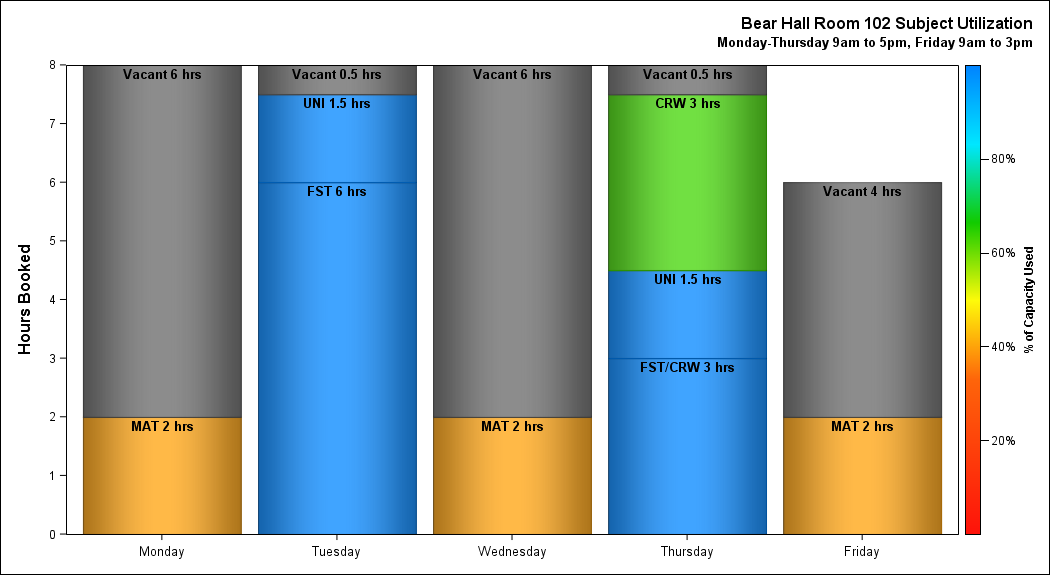 Bear Hall Room 102 Subject Utilization
Monday-Thursday 9am to 5pm, Friday 9am to 3pm
Hours Booked
8
7
6
5
4
3
2
1
0
Vacant 6 hrs
MAT 2 hrs
Vacant 0.5 hrs
UNI 1.5 hrs
FST 6 hrs
Vacant 6 hrs
MAT 2 hrs
Vacant 0.5 hrs
CRW 3 hrs
UNI 1.5 hrs
FST/CRW 3 hrs
Vacant 4 hrs
MAT 2 hrs
Monday
Tuesday
Wednesday
Thursday
Friday
80%
60%
40%
20%
% of Capacity Used